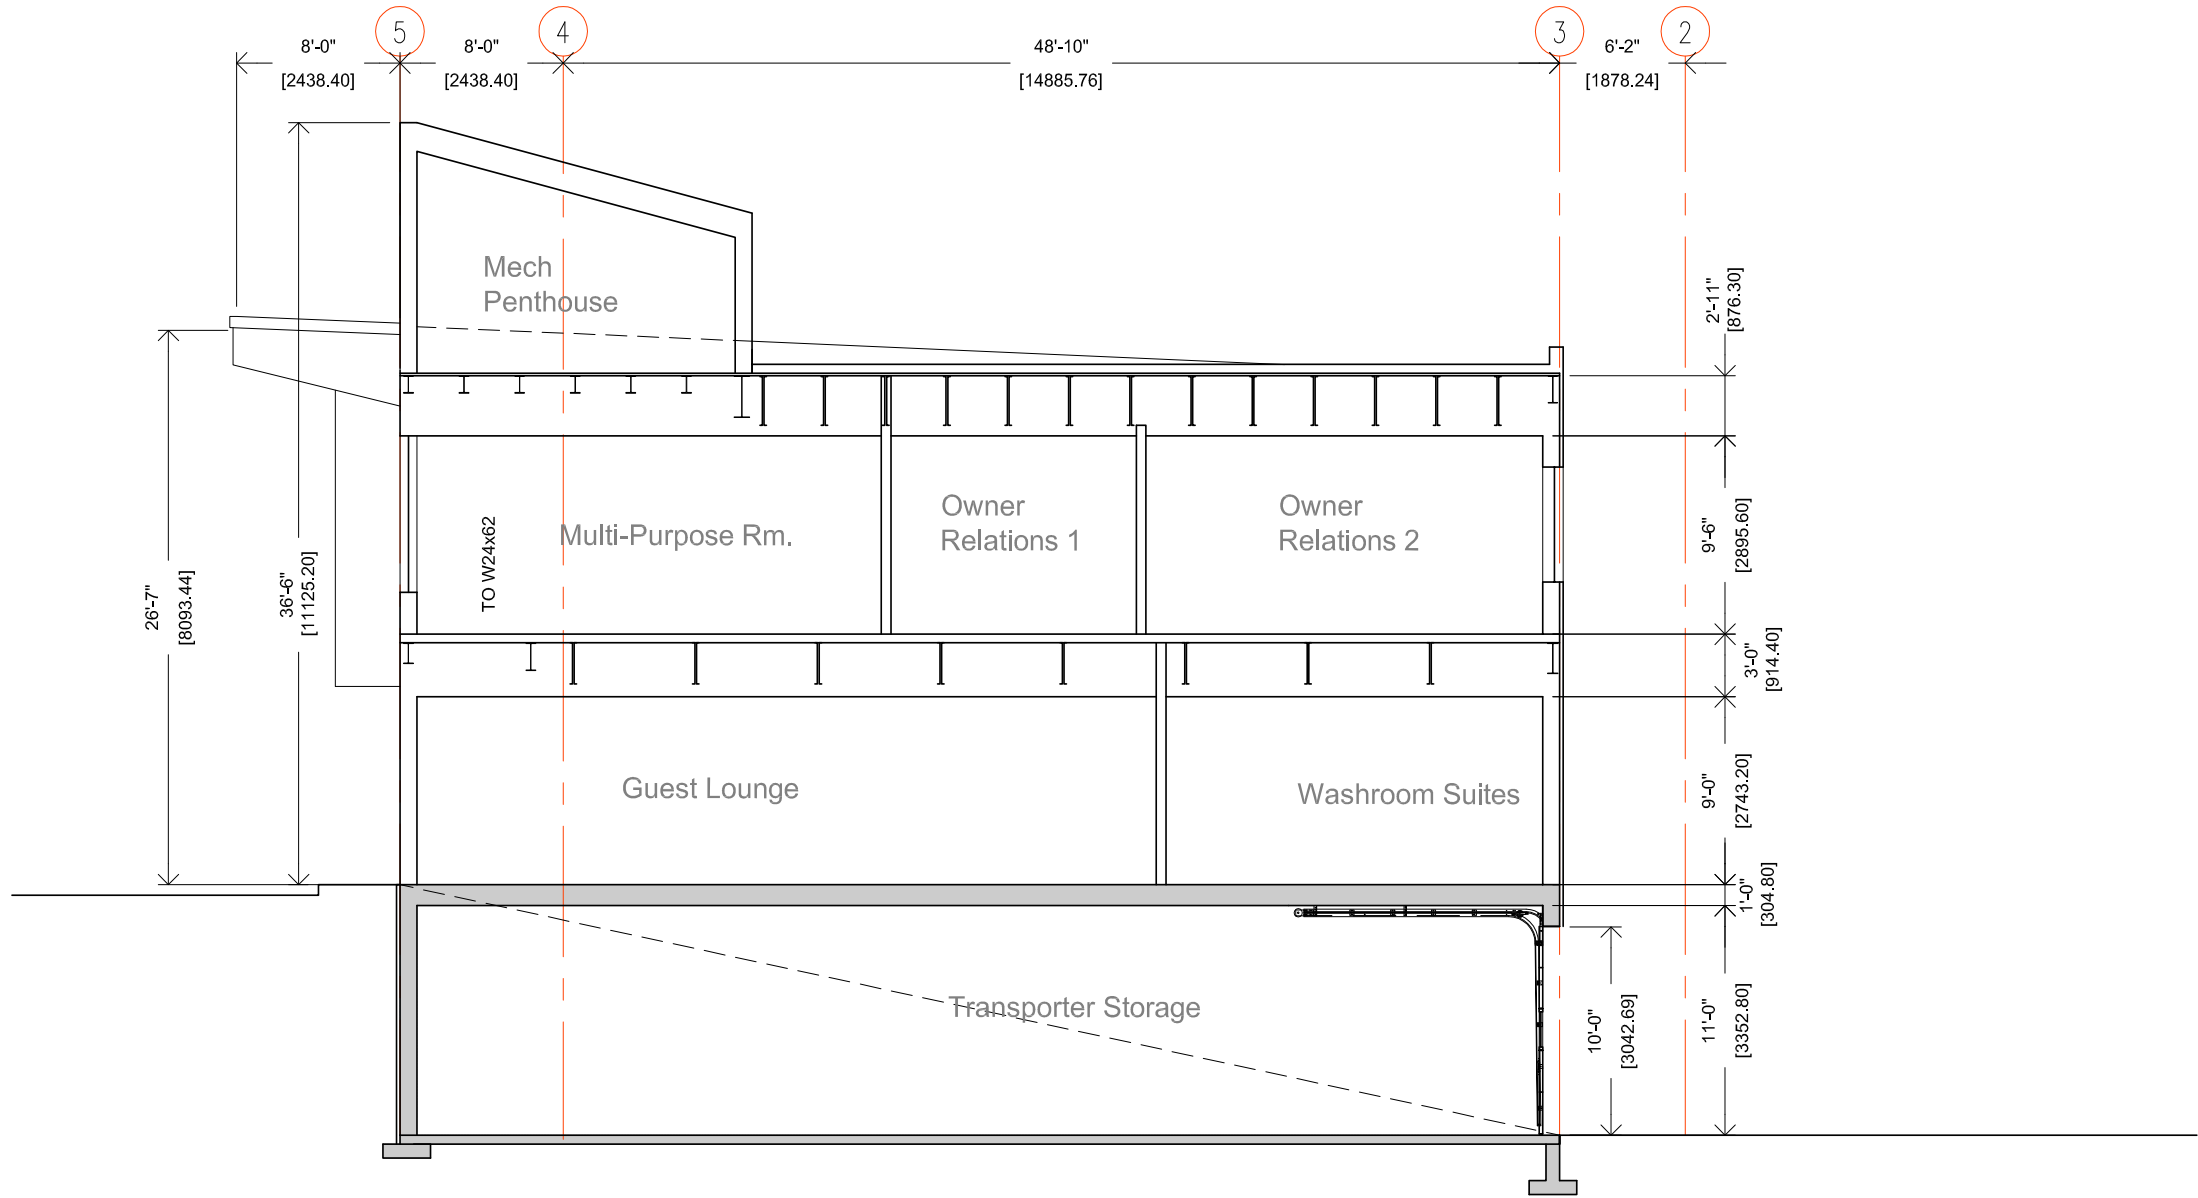 5
4
3
2
8'-0"
[2438.40]
8'-0"
[2438.40]
48'-10"
[14885.76]
6'-2"
[1878.24]
Mech
Penthouse
2'-11"
[876.30]
Multi-Purpose Rm.
Owner
Relations 1
Owner
Relations 2
TO W24x62
26'-7"
[8093.44]
36'-6"
[11125.20]
9'-6"
[2895.60]
3'-0"
[914.40]
Guest Lounge
Washroom Suites
9'-0"
[2743.20]
1'-0"
[304.80]
Transporter Storage
10'-0"
[3042.69]
11'-0"
[3352.80]